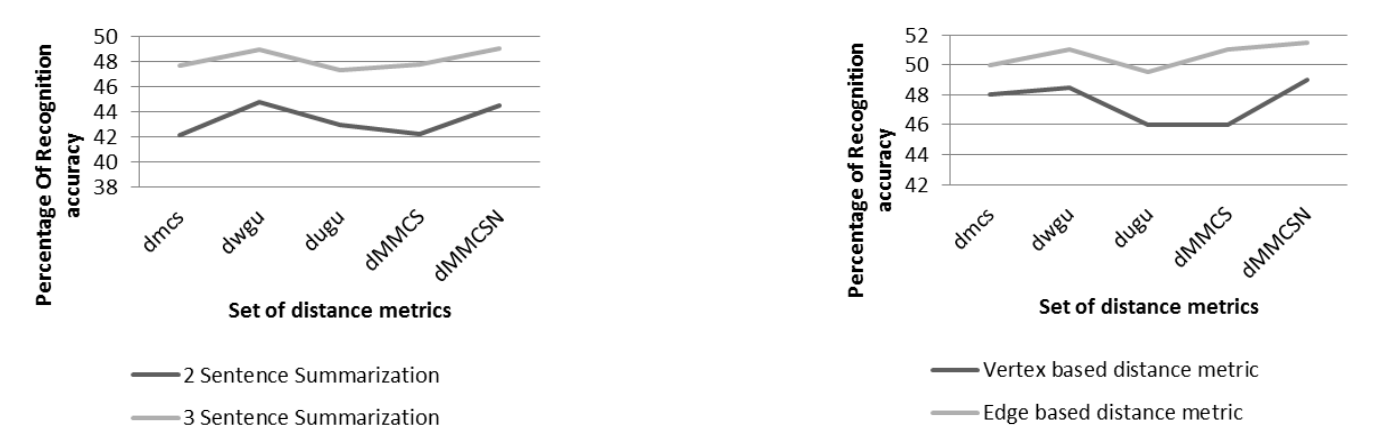 50
48
46
44
42
40
38
Percentage Of Recognition
accuracy
dmcs
dwgu
dugu
dMMCS
dMMCSN
Set of distance metrics
2 Sentence Summarization
3 Sentence Summarization
52
50
48
46
44
42
Percentage of Recognition
accuracy
dmcs
dwgu
dugu
dMMCS
dMMCSN
Set of distance metrics
Vertex based distance metric
Edge based distance metric